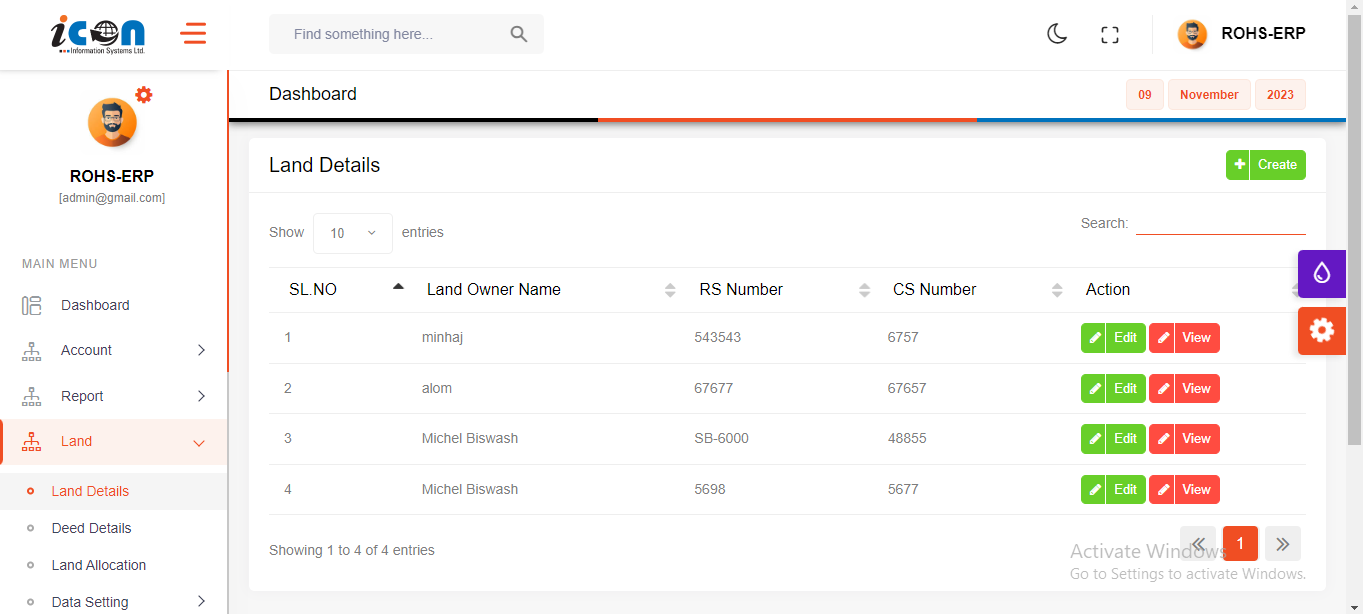 icon
Information Systems Ltd.
Find something here...
ROHS-ERP
ROHS-ERP
[admin@gmail.com]
MAIN MENU
Dashboard
Account
Report
Land
Land Details
Deed Details
Land Allocation
Data Setting
Dashboard
09 November 2023
Land Details
Create
Show 10 entries
Search:
SL.NO Land Owner Name RS Number CS Number Action
1 minhaj 543543 6757 Edit View
2 alom 67677 67657 Edit View
3 Michel Biswash SB-6000 48855 Edit View
4 Michel Biswash 5698 5677 Edit View
Showing 1 to 4 of 4 entries
« 1 »
Activate Windows
Go to Settings to activate Windows.